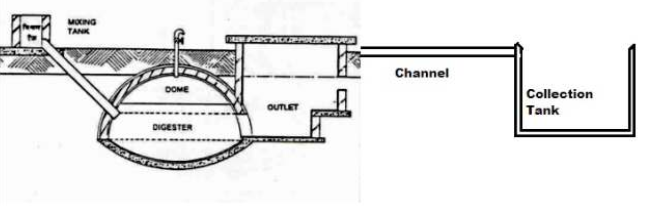 MIXING
TANK
DOME
DIGESTER
OUTLET
Channel
Collection
Tank